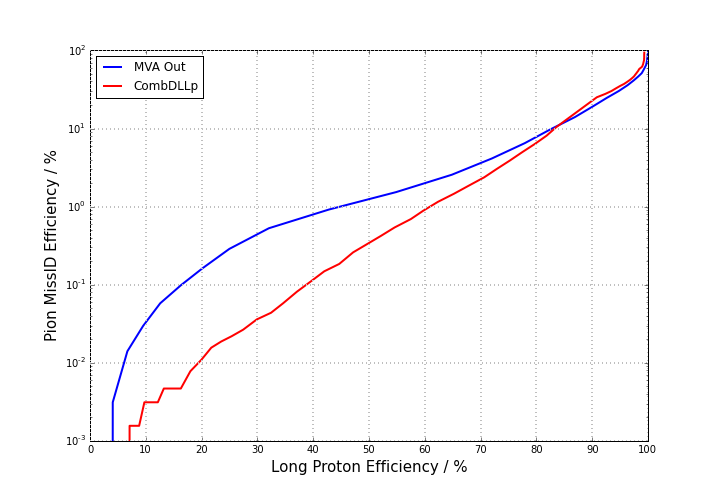 MVA Out
CombDLLp
Pion MissID Efficiency / %
10²
10¹
10⁰
10⁻¹
10⁻²
10⁻³
0 10 20 30 40 50 60 70 80 90 100
Long Proton Efficiency / %